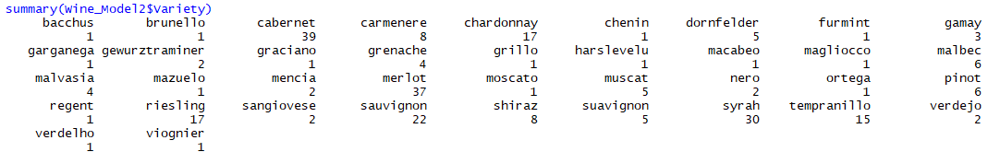 summary(Wine_Model2$Variety)
bacchus brunello cabernet carmenere chardonnay chenin dornfelder furmint gamay
1 1 39 8 17 1 5 1 3
garganega gewurztraminer graciano grenache grillo harslevelu macabeo magliocco malbec
1 2 1 4 1 1 1 1 6
malvasia mazuelo mencia merlot moscato muscat nero ortega pinot
4 1 2 37 1 5 2 1 6
regent riesling sangiovese sauvignon shiraz suavignon syrah tempranillo verdejo
1 17 2 22 8 5 30 15 2
verdelho viognier
1 1